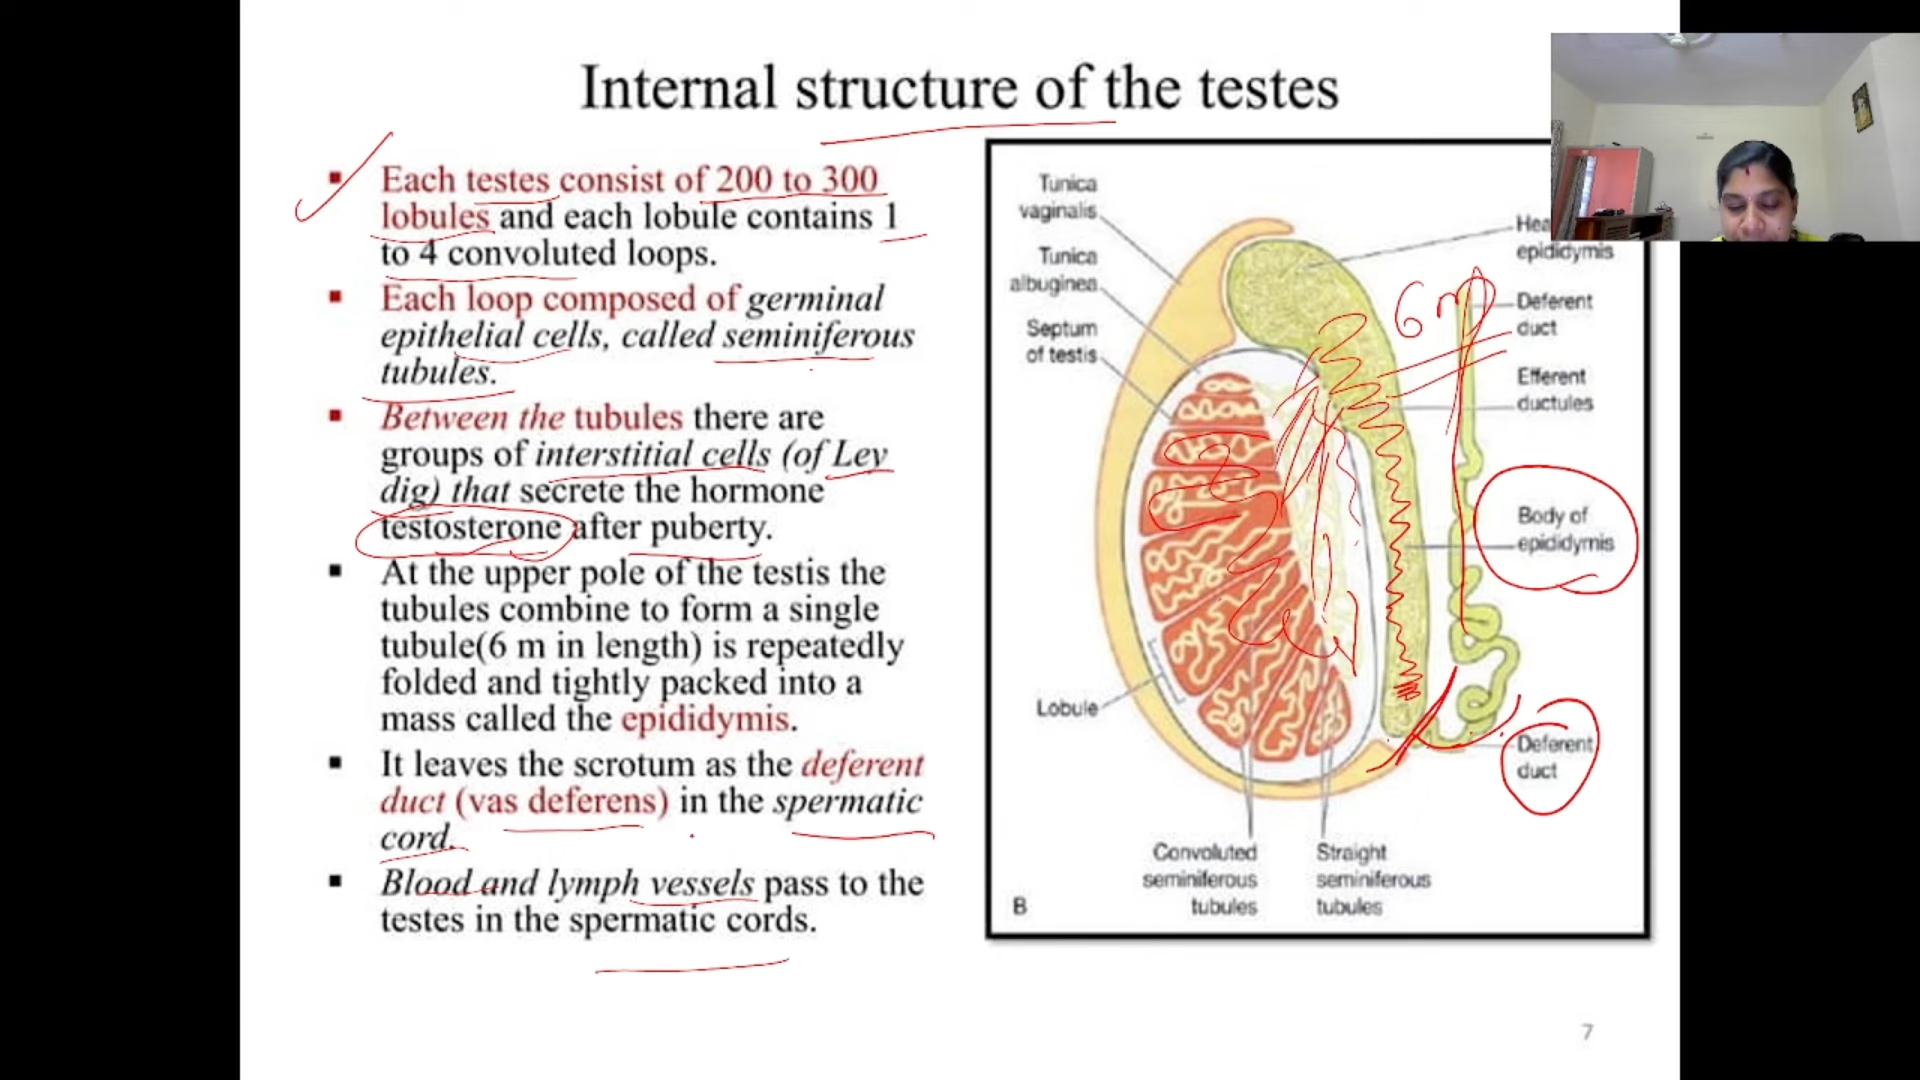 Internal structure of the testes
▪ Each testes consist of 200 to 300
lobules and each lobule contains 1
to 4 convoluted loops.
▪ Each loop composed of germinal
epithelial cells, called seminiferous
tubules.
▪ Between the tubules there are
groups of interstitial cells (of Ley
dig) that secrete the hormone
testosterone after puberty.
▪ At the upper pole of the testis the
tubules combine to form a single
tubule(6 m in length) is repeatedly
folded and tightly packed into a
mass called the epididymis.
▪ It leaves the scrotum as the deferent
duct (vas deferens) in the spermatic
cord.
▪ Blood and lymph vessels pass to the
testes in the spermatic cords.
Tunica
vaginalis
Tunica
albuginea
Septum
of testis
Lobule
B
Convoluted
seminiferous
tubules
Straight
seminiferous
tubules
epididymis
6 m
Deferent
duct
Efferent
ductules
Body of
epididymis
Deferent
duct
7